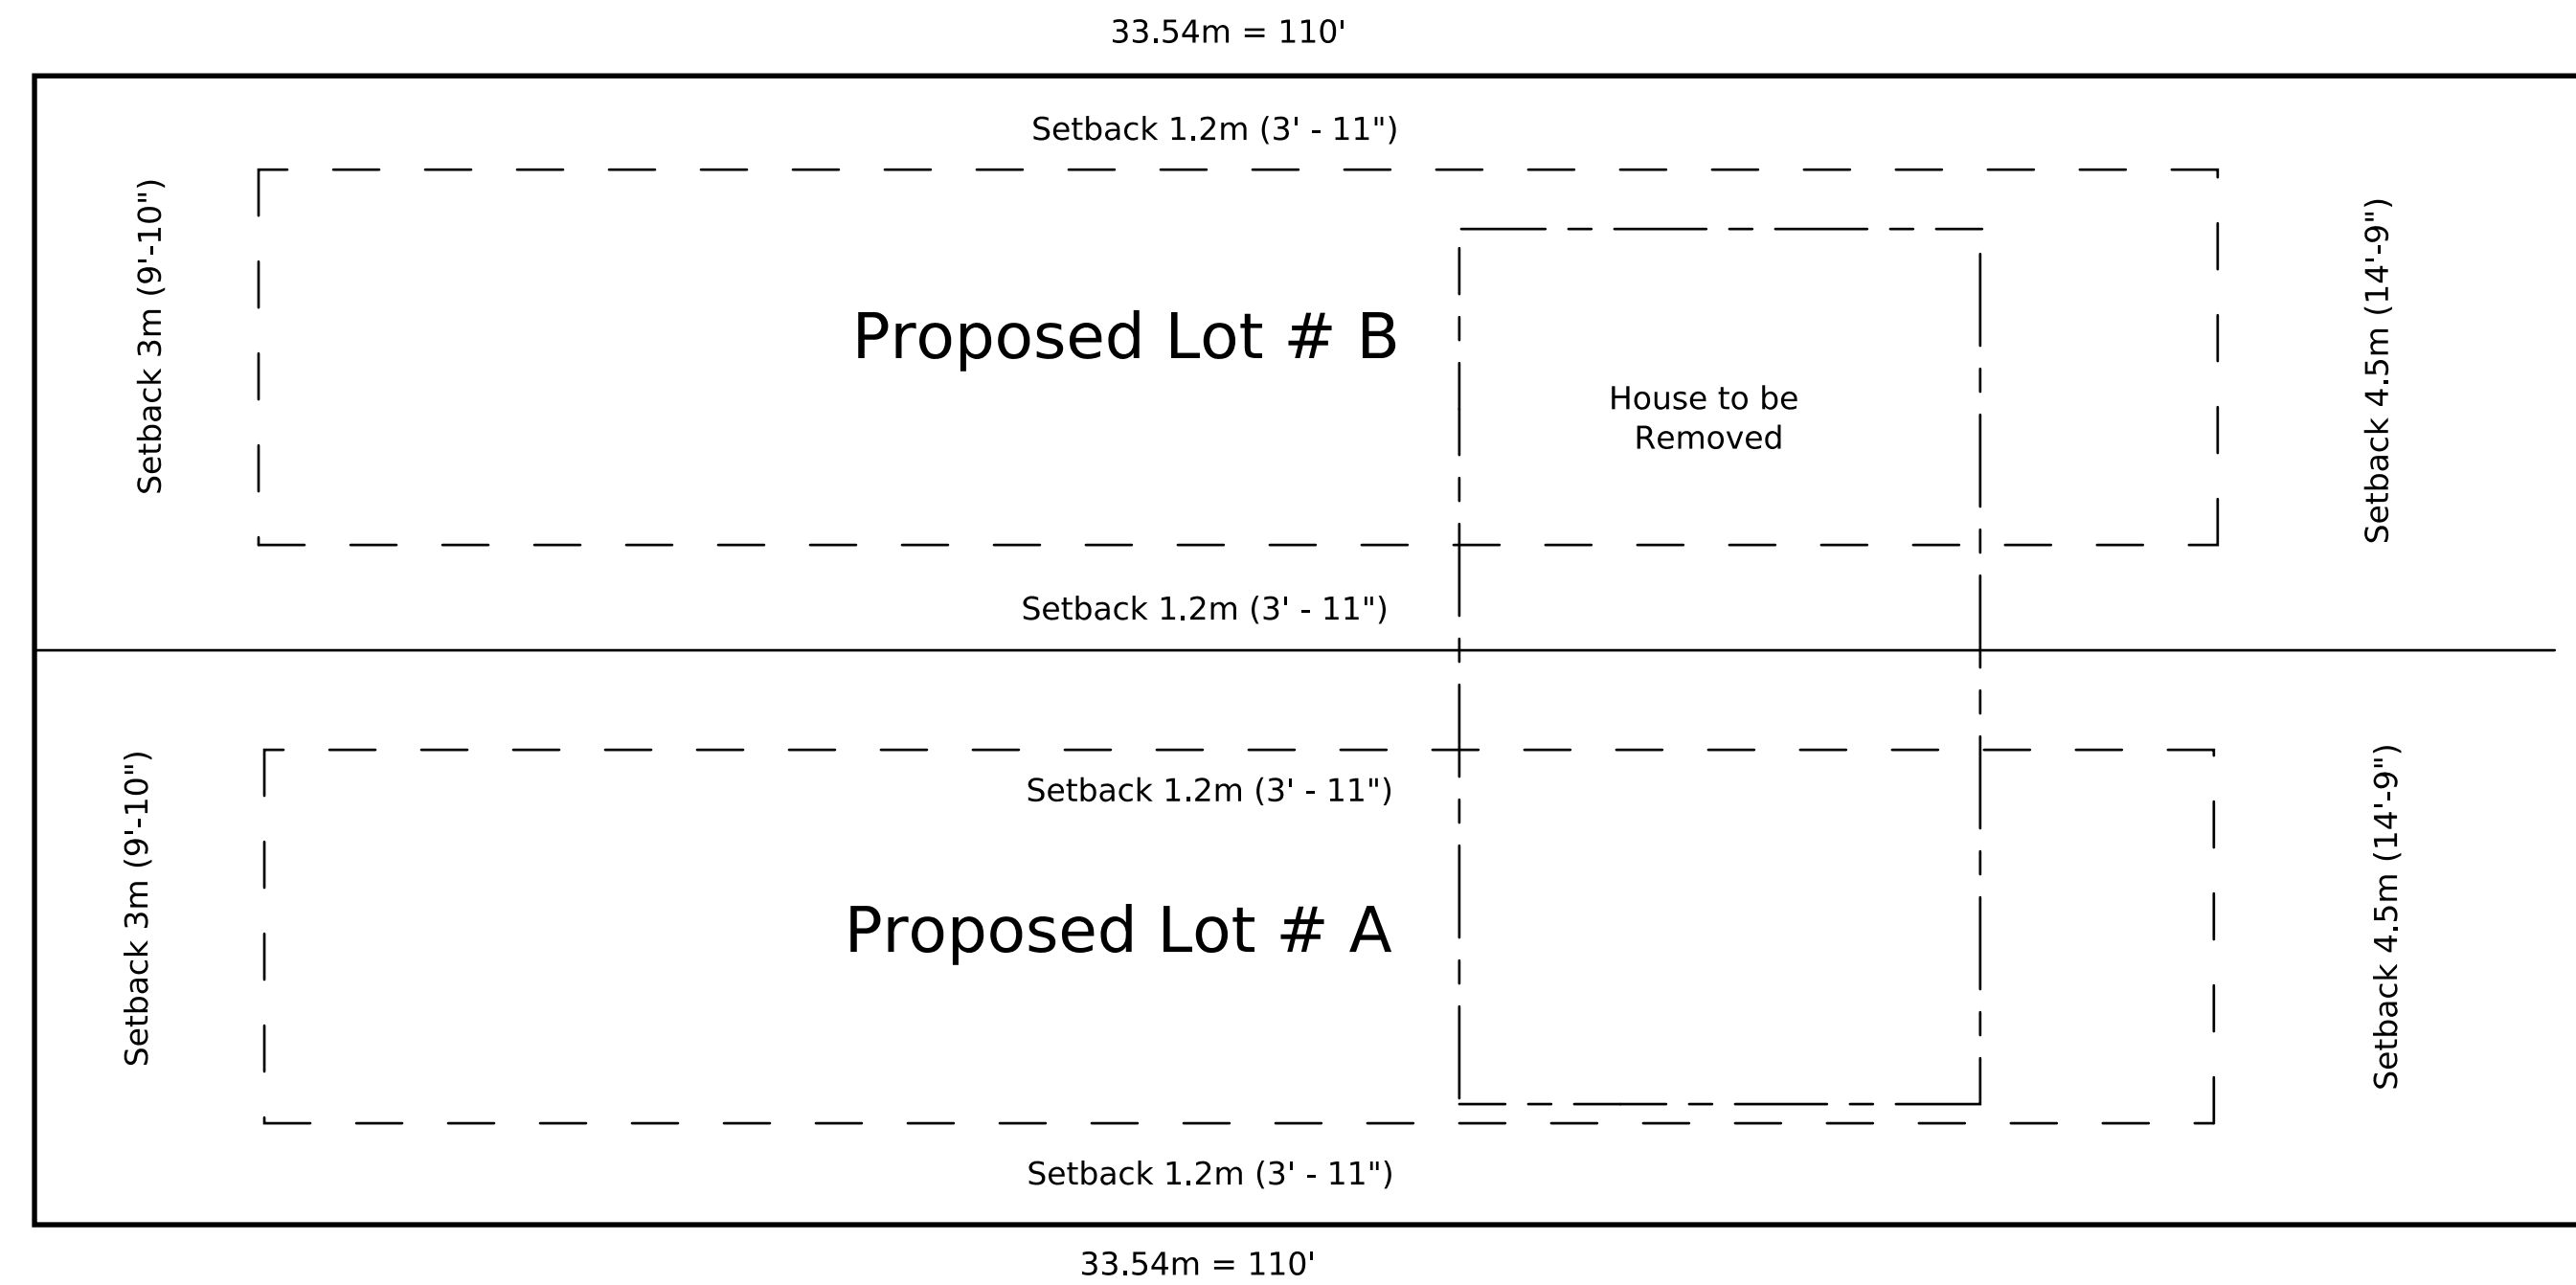 33.54m = 110'
Setback 1.2m (3' - 11")
Setback 3m (9'-10")
Setback 4.5m (14'-9")
Proposed Lot # B
House to be
Removed
Setback 1.2m (3' - 11")
Setback 1.2m (3' - 11")
Setback 3m (9'-10")
Setback 4.5m (14'-9")
Proposed Lot # A
Setback 1.2m (3' - 11")
33.54m = 110'